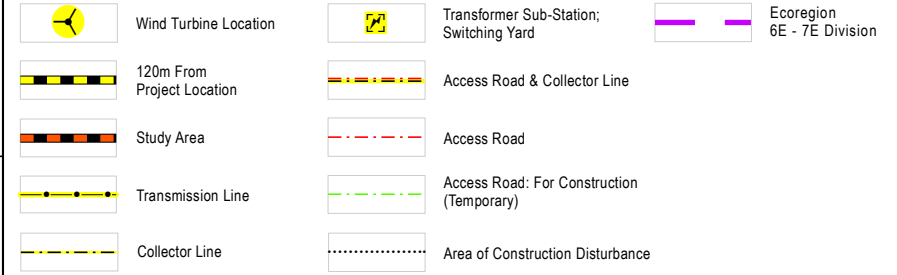 Wind Turbine Location
120m From
Project Location
Study Area
Transmission Line
Collector Line
Transformer Sub-Station;
Switching Yard
Access Road & Collector Line
Access Road
Access Road: For Construction
(Temporary)
Area of Construction Disturbance
Ecoregion
6E - 7E Division